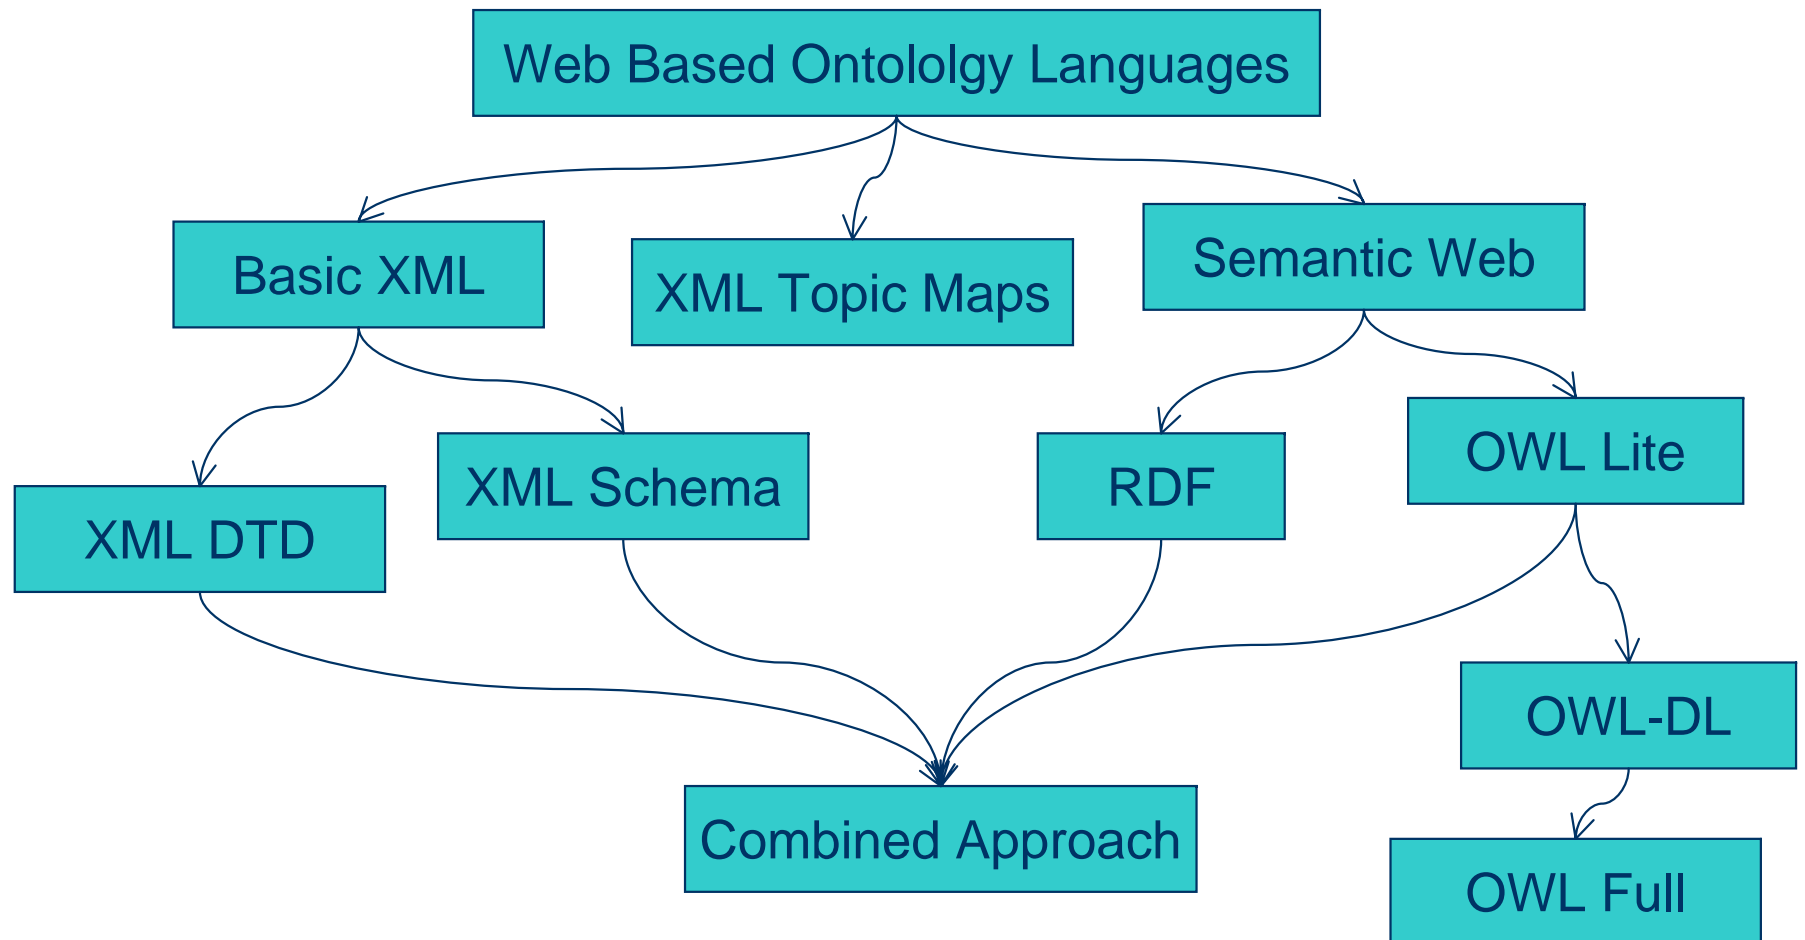 Web Based Ontololgy Languages
Basic XML
XML Topic Maps
Semantic Web
XML DTD
XML Schema
RDF
OWL Lite
OWL-DL
Combined Approach
OWL Full